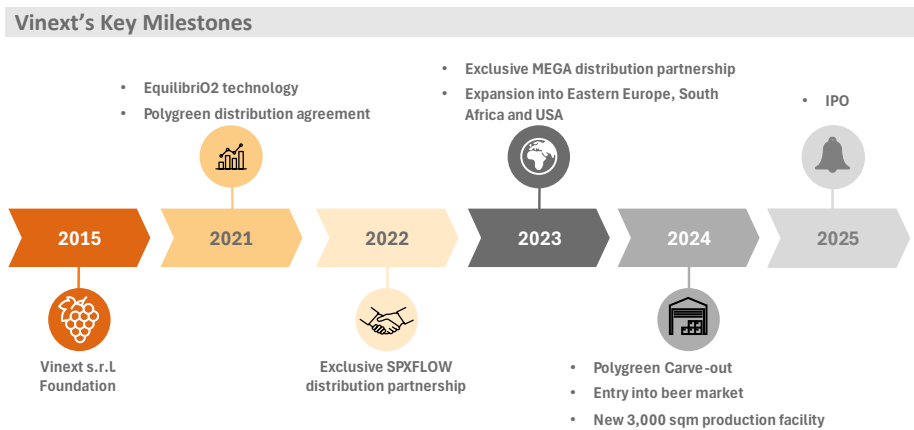 Vinext's Key Milestones
• EquilibriO2 technology
• Polygreen distribution agreement
• Exclusive MEGA distribution partnership
• Expansion into Eastern Europe, South
Africa and USA
• IPO
2015
2021
2022
2023
2024
2025
Vinext s.r.l.
Foundation
Exclusive SPXFLOW
distribution partnership
• Polygreen Carve-out
• Entry into beer market
• New 3,000 sqm production facility